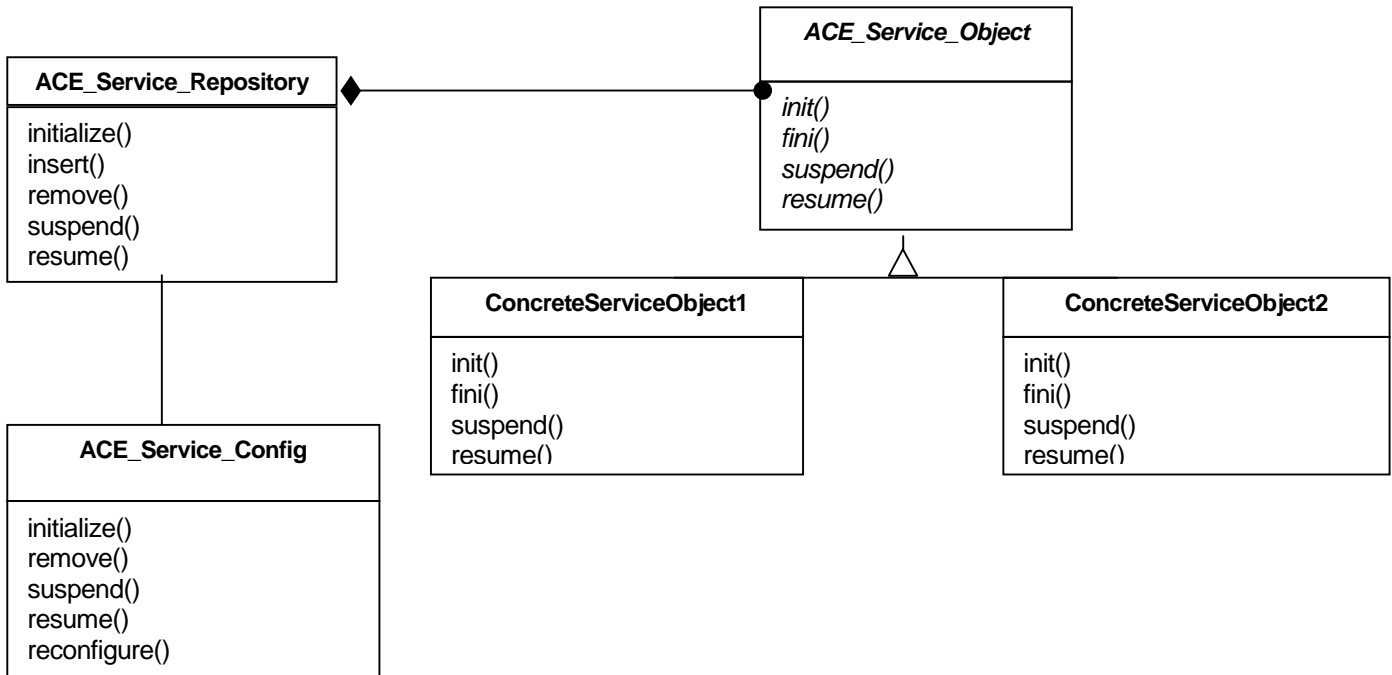 ACE_Service_Object
init()
fini()
suspend()
resume()
ACE_Service_Repository
initialize()
insert()
remove()
suspend()
resume()
ConcreteServiceObject1
init()
fini()
suspend()
resume()
ConcreteServiceObject2
init()
fini()
suspend()
resume()
ACE_Service_Config
initialize()
remove()
suspend()
resume()
reconfigure()